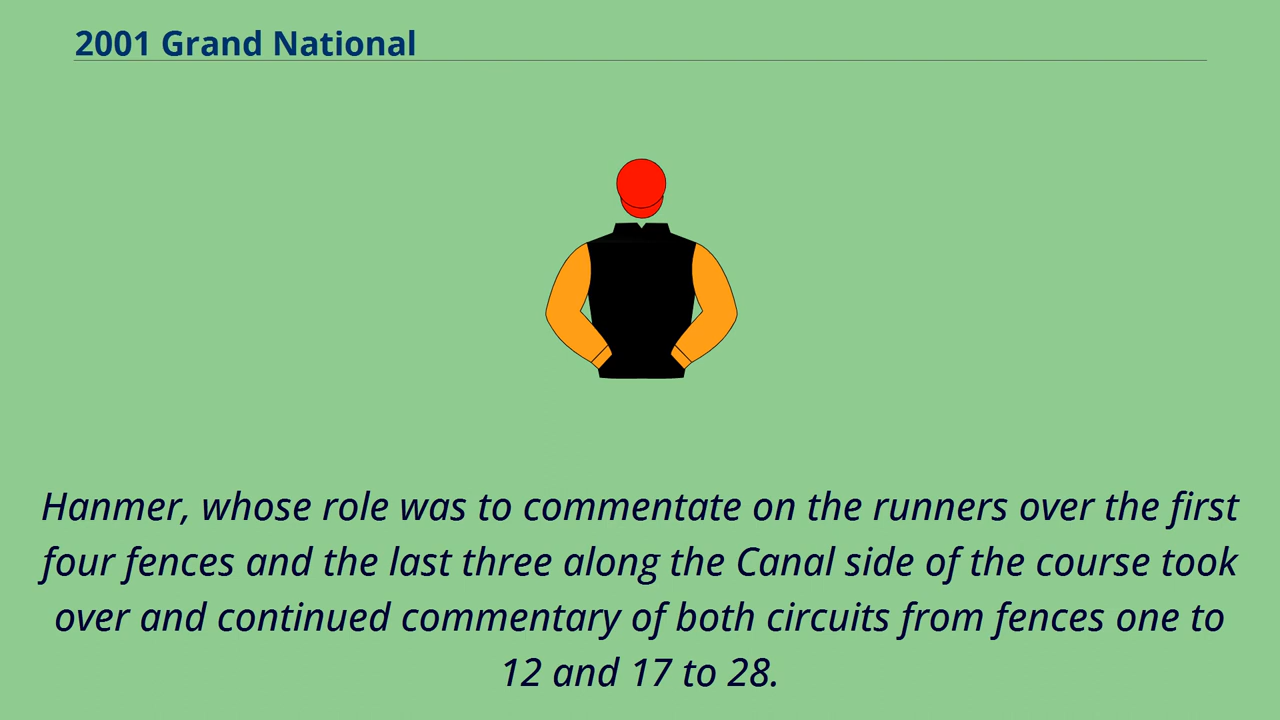 2001 Grand National
Hanmer, whose role was to commentate on the runners over the first
four fences and the last three along the Canal side of the course took
over and continued commentary of both circuits from fences one to
12 and 17 to 28.